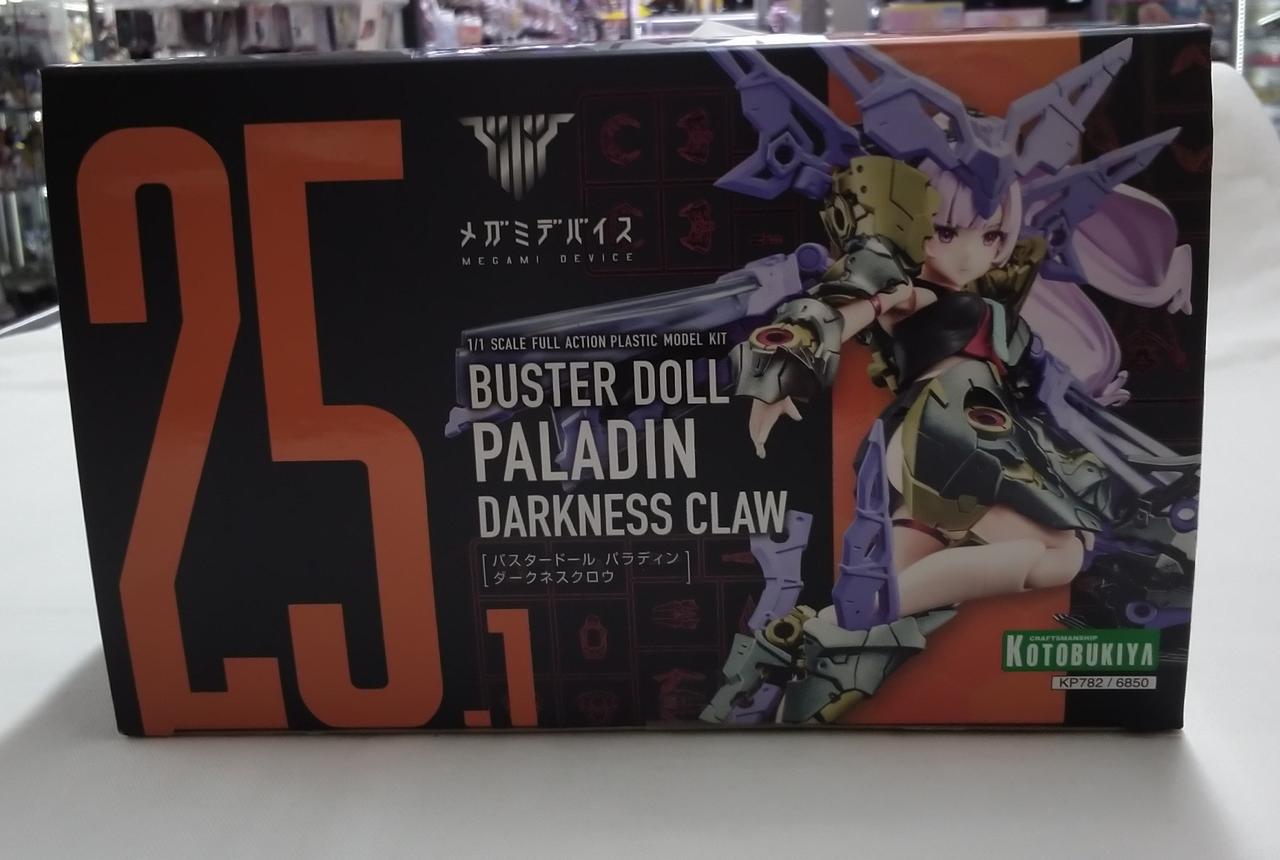 25.1
メガミデバイス
MEGAMI DEVICE
1/1 SCALE FULL ACTION PLASTIC MODEL KIT
BUSTER DOLL
PALADIN
DARKNESS CLAW
[バスタードール パラディン
ダークネスクロウ]
CRAFTSMANSHIP
KOTOBUKIYA
KP782 / 6850